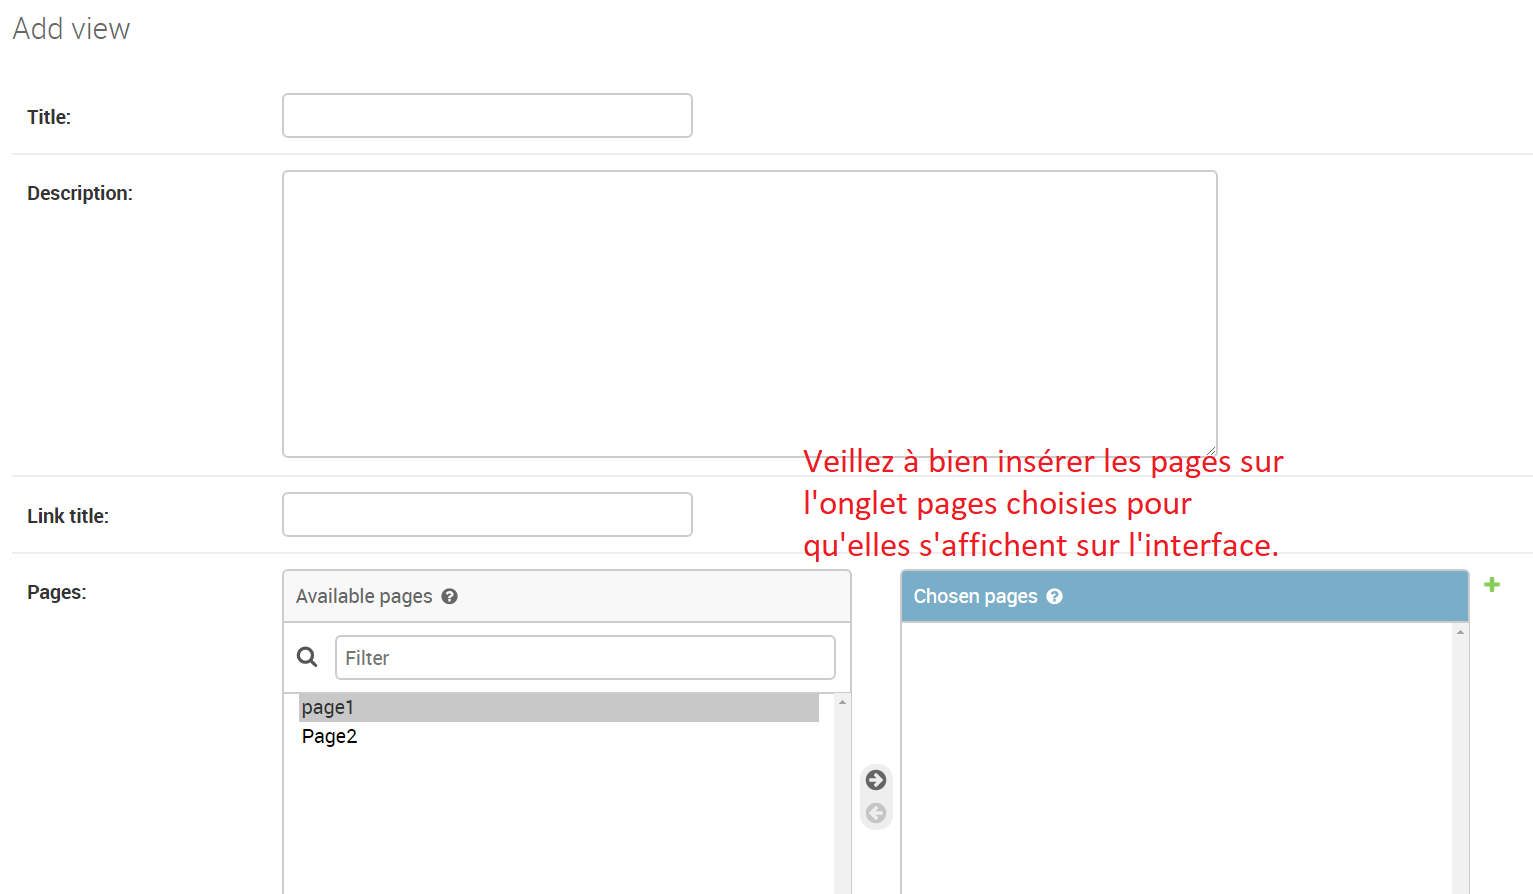 Add view
Title:
Description:
Veillez à bien insérer les pages sur
l'onglet pages choisies pour
qu'elles s'affichent sur l'interface.
Link title:
Pages:
Available pages
Chosen pages
Filter
page1
Page2